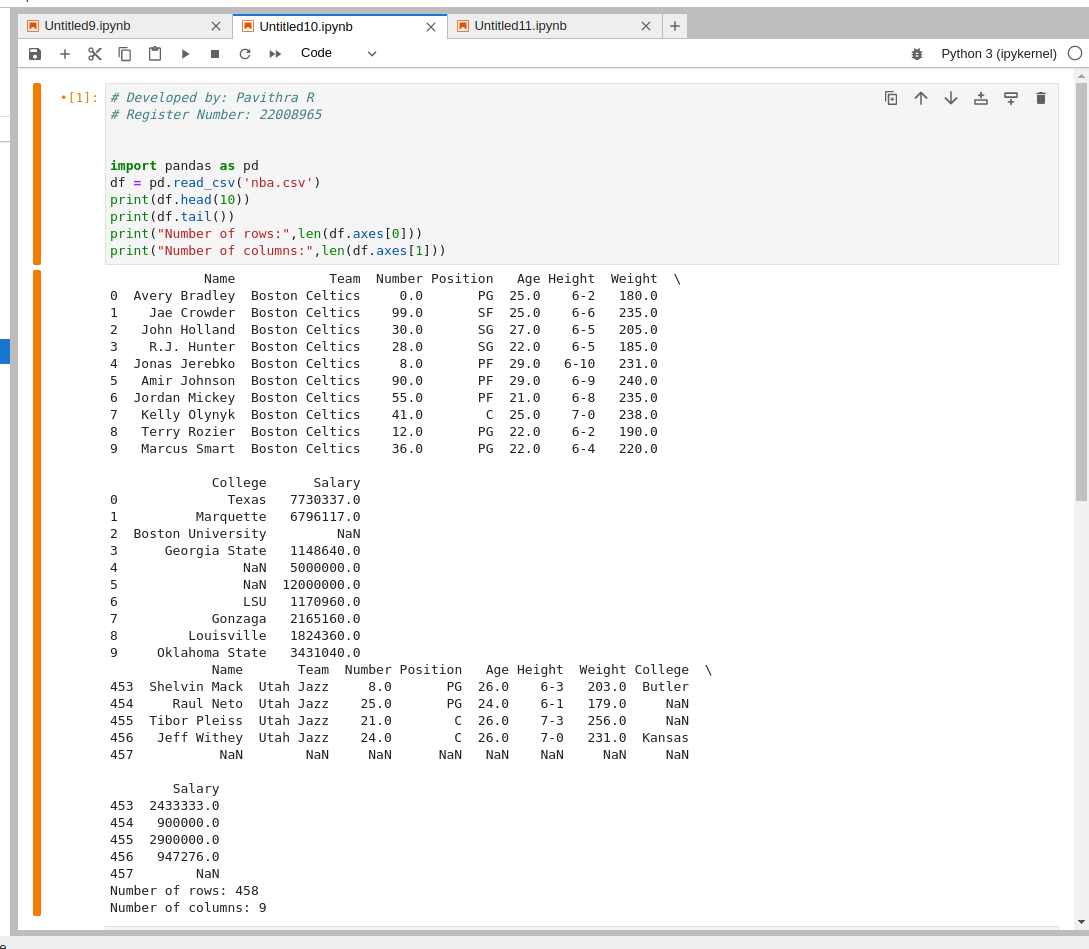 Untitled9.ipynb
Untitled10.ipynb
Untitled11.ipynb
Code
Python 3 (ipykernel)
•[1]:
# Developed by: Pavithra R
# Register Number: 22008965
import pandas as pd
df = pd.read_csv('nba.csv')
print(df.head(10))
print(df.tail())
print("Number of rows:",len(df.axes[0]))
print("Number of columns:",len(df.axes[1]))
Name Team Number Position Age Height Weight \
0 Avery Bradley Boston Celtics 0.0 PG 25.0 6-2 180.0
1 Jae Crowder Boston Celtics 99.0 SF 25.0 6-6 235.0
2 John Holland Boston Celtics 30.0 SG 27.0 6-5 205.0
3 R.J. Hunter Boston Celtics 28.0 SG 22.0 6-5 185.0
4 Jonas Jerebko Boston Celtics 8.0 PF 29.0 6-10 231.0
5 Amir Johnson Boston Celtics 90.0 PF 29.0 6-9 240.0
6 Jordan Mickey Boston Celtics 55.0 PF 21.0 6-8 235.0
7 Kelly Olynyk Boston Celtics 41.0 C 25.0 7-0 238.0
8 Terry Rozier Boston Celtics 12.0 PG 22.0 6-2 190.0
9 Marcus Smart Boston Celtics 36.0 PG 22.0 6-4 220.0
College Salary
0 Texas 7730337.0
1 Marquette 6796117.0
2 Boston University NaN
3 Georgia State 1148640.0
4 NaN 5000000.0
5 NaN 12000000.0
6 LSU 1170960.0
7 Gonzaga 2165160.0
8 Louisville 1824360.0
9 Oklahoma State 3431040.0
Name Team Number Position Age Height Weight College \
453 Shelvin Mack Utah Jazz 8.0 PG 26.0 6-3 203.0 Butler
454 Raul Neto Utah Jazz 25.0 PG 24.0 6-1 179.0 NaN
455 Tibor Pleiss Utah Jazz 21.0 C 26.0 7-3 256.0 NaN
456 Jeff Withey Utah Jazz 24.0 C 26.0 7-0 231.0 Kansas
457 NaN NaN NaN NaN NaN NaN NaN NaN
Salary
453 2433333.0
454 900000.0
455 2900000.0
456 947276.0
457 NaN
Number of rows: 458
Number of columns: 9